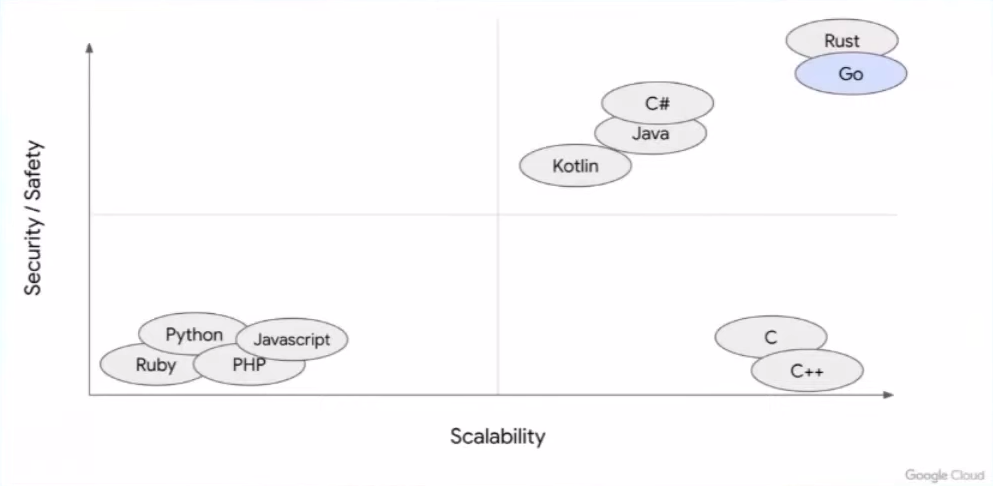 Rust
Go
C#
Java
Kotlin
Security / Safety
Python
Javascript
Ruby
PHP
C
C++
Scalability
Google Cloud